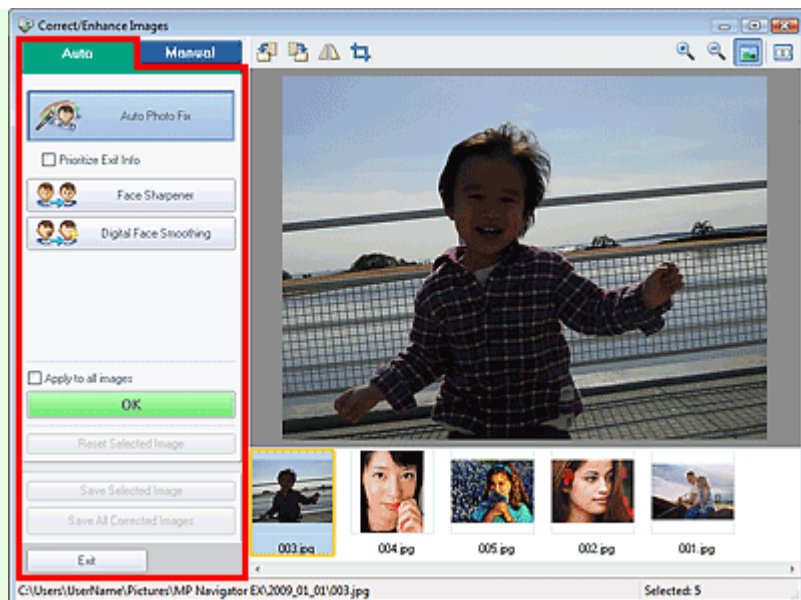 Correct/Enhance Images
Auto Manual
Auto Photo Fix
Prioritize Exif Info
Face Sharpener
Digital Face Smoothing
Apply to all images
OK
Reset Selected Image
Save Selected Image
Save All Corrected Images
Exit
003.jpg 004.jpg 005.jpg 002.jpg 001.jpg
C:\Users\UserName\Pictures\MP Navigator EX\2009_01_01\003.jpg
Selected: 5